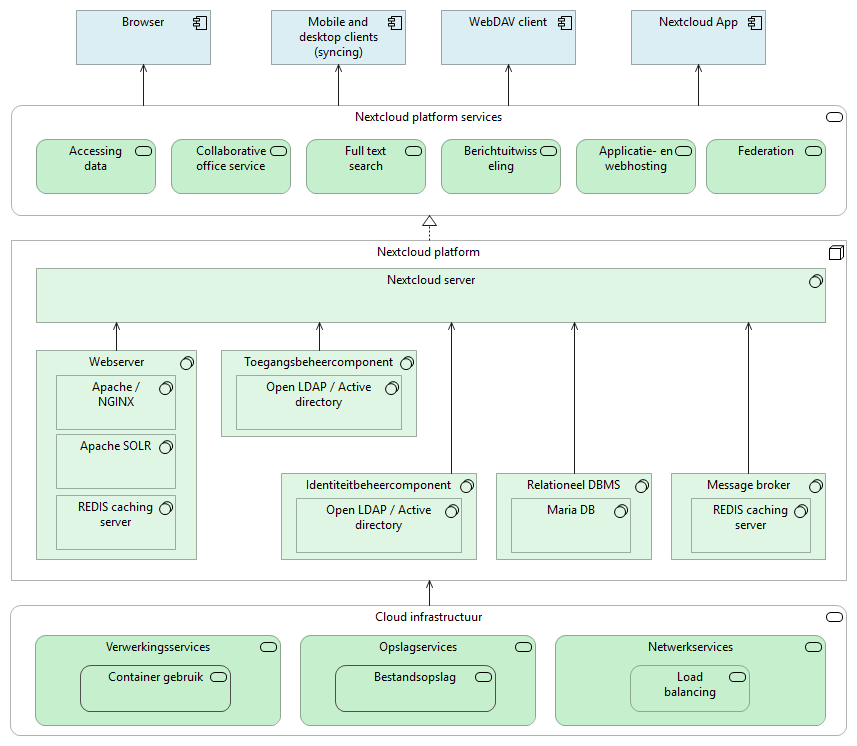 Browser
Mobile and
desktop clients
(syncing)
WebDAV client
Nextcloud App
Nextcloud platform services
Accessing
data
Collaborative
office service
Full text
search
Berichtuitwiss
eling
Applicatie- en
webhosting
Federation
Nextcloud platform
Nextcloud server
Webserver
Apache /
NGINX
Apache SOLR
REDIS caching
server
Toegangsbeheercomponent
Open LDAP / Active
directory
Identiteitbeheercomponent
Open LDAP / Active
directory
Relationeel DBMS
Maria DB
Message broker
REDIS caching
server
Cloud infrastructuur
Verwerkingsservices
Container gebruik
Opslagservices
Bestandsopslag
Netwerkservices
Load
balancing